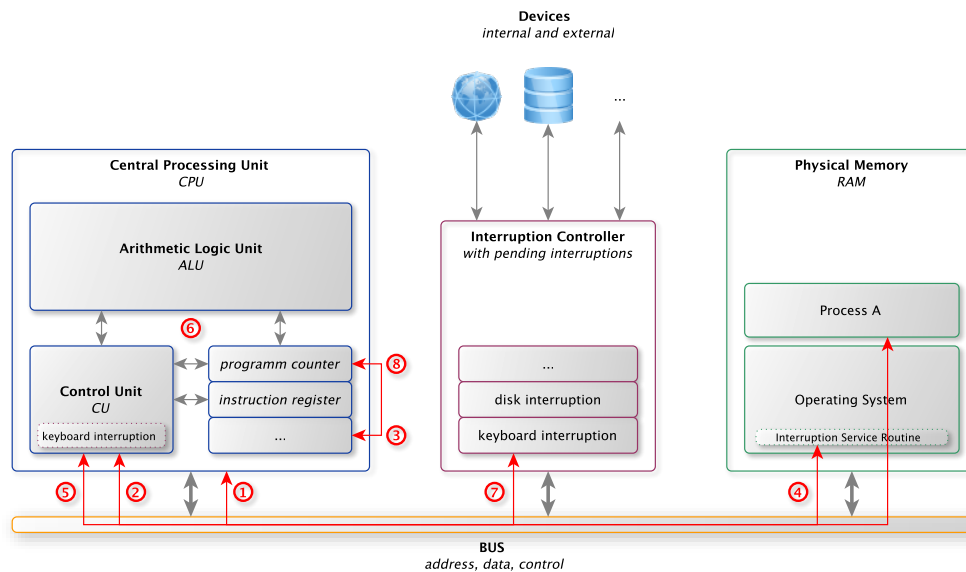 Devices
internal and external
...
Central Processing Unit
CPU
Arithmetic Logic Unit
ALU
6
Control Unit
CU
keyboard interruption
programm counter
instruction register
...
8
3
5
2
1
Interruption Controller
with pending interruptions
...
disk interruption
keyboard interruption
7
Physical Memory
RAM
Process A
Operating System
Interruption Service Routine
4
BUS
address, data, control